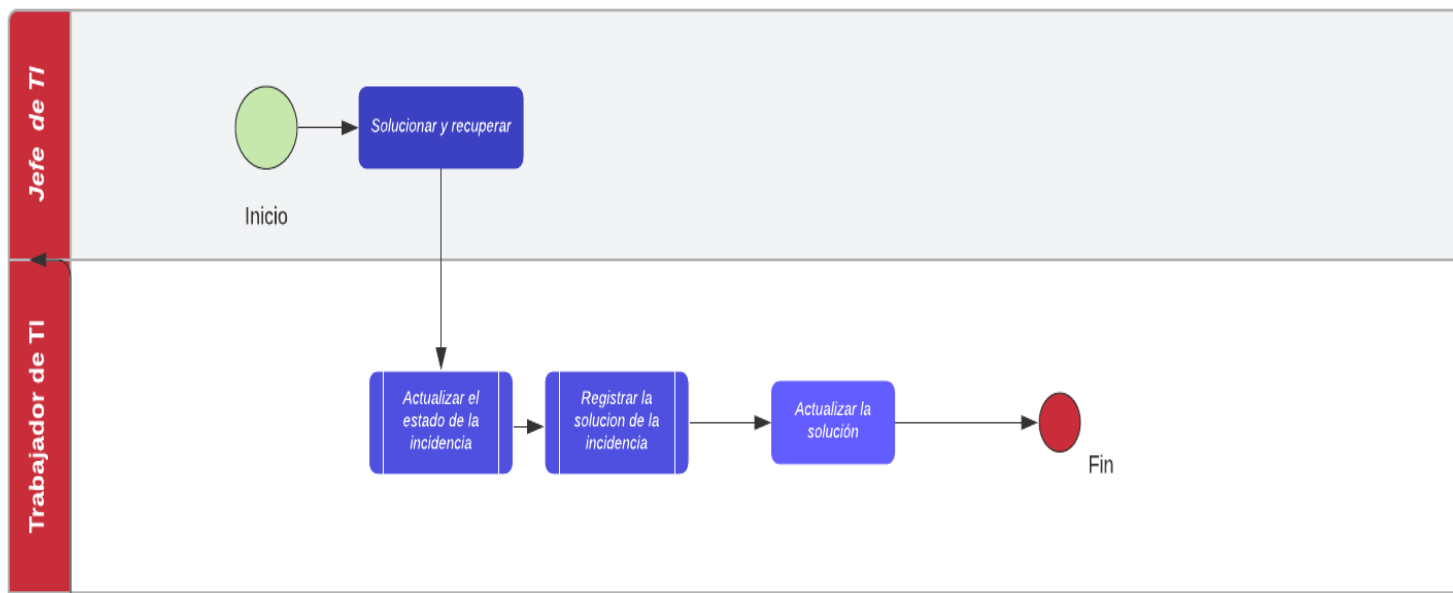 Jefe de TI
Solucionar y recuperar
Inicio
Trabajador de TI
Actualizar el
estado de la
incidencia
Registrar la
solucion de la
incidencia
Actualizar la
solución
Fin